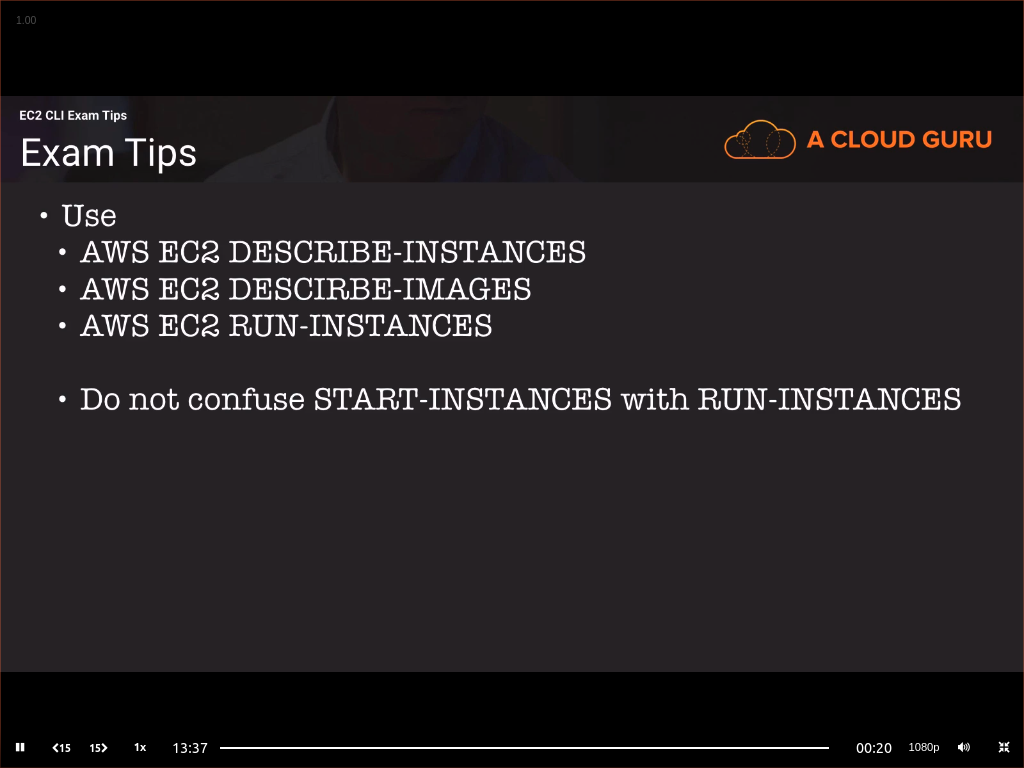 1.00
EC2 CLI Exam Tips
Exam Tips
A CLOUD GURU
• Use
• AWS EC2 DESCRIBE-INSTANCES
• AWS EC2 DESCIRBE-IMAGES
• AWS EC2 RUN-INSTANCES
• Do not confuse START-INSTANCES with RUN-INSTANCES
15 15 1x 13:37 00:20 1080p